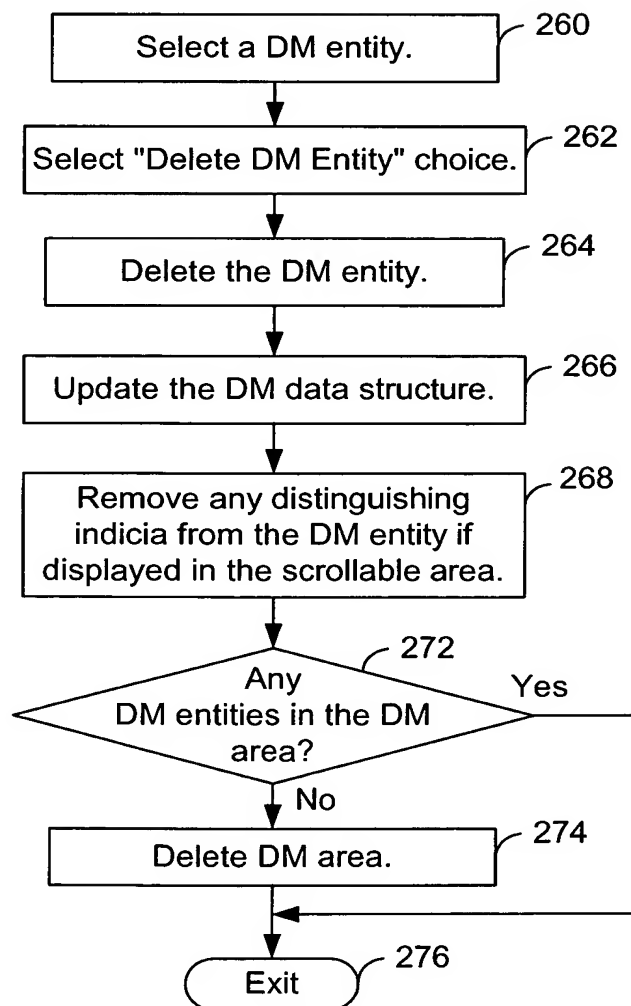 260
Select a DM entity.
262
Select "Delete DM Entity" choice.
264
Delete the DM entity.
266
Update the DM data structure.
268
Remove any distinguishing
indicia from the DM entity if
displayed in the scrollable area.
272
Any
DM entities in the DM
area?
Yes
No
274
Delete DM area.
276
Exit